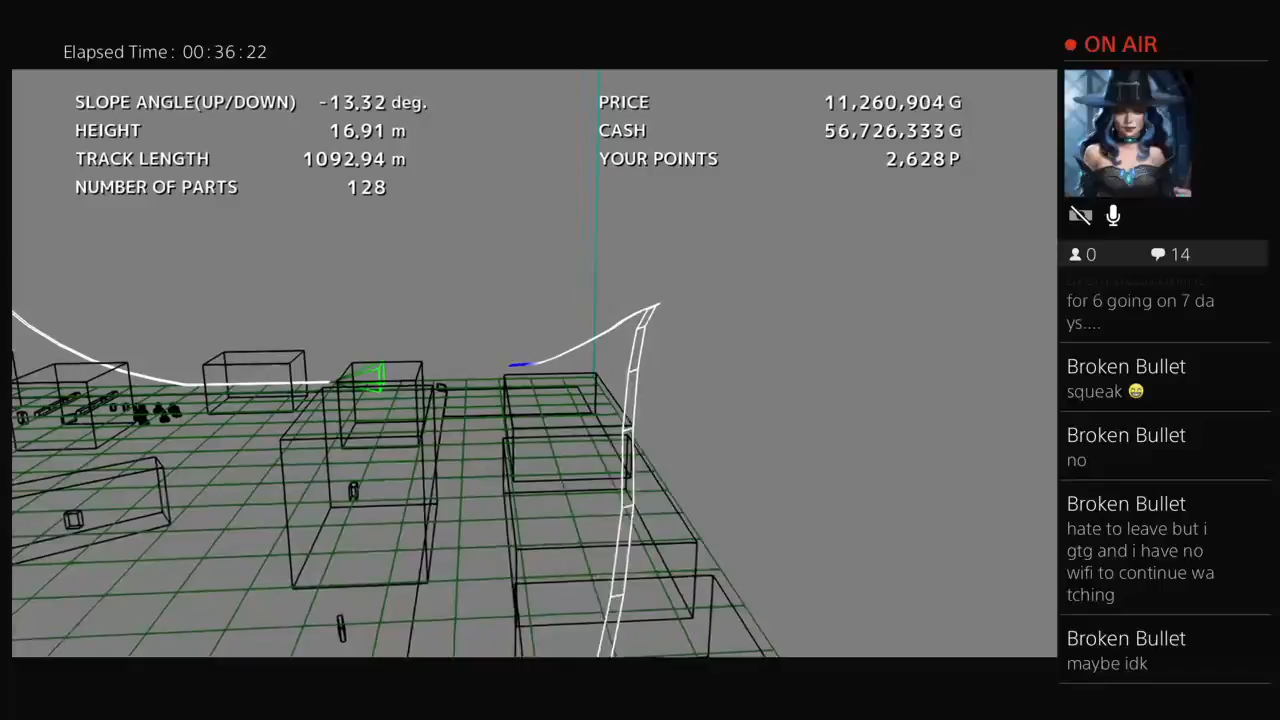 Elapsed Time: 00:36:22
ON AIR
SLOPE ANGLE(UP/DOWN) -13.32 deg.
HEIGHT 16.91 m
TRACK LENGTH 1092.94 m
NUMBER OF PARTS 128
PRICE 11,260,904 G
CASH 56,726,333 G
YOUR POINTS 2,628 P
0 14
for 6 going on 7 da
ys....
Broken Bullet
squeak 😁
Broken Bullet
no
Broken Bullet
hate to leave but i
gtg and i have no
wifi to continue wa
tching
Broken Bullet
maybe idk